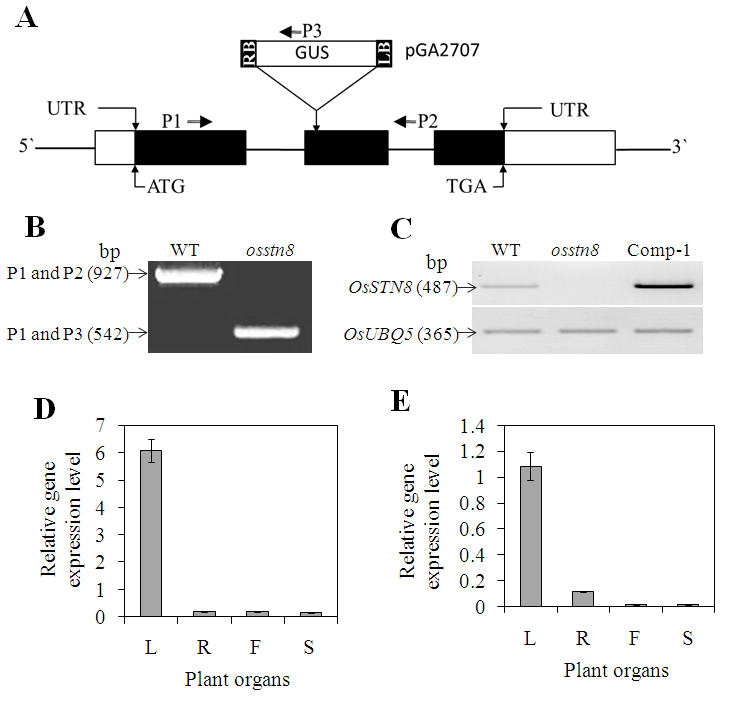 A
P3
RB GUS LB pGA2707
UTR UTR
P1 P2
5` 3`
ATG TGA
B
bp WT osstn8
P1 and P2 (927)
P1 and P3 (542)
C
WT osstn8 Comp-1
bp
OsSTN8 (487)
OsUBQ5 (365)
D
Relative gene
expression level
7
6
5
4
3
2
1
0
L R F S
Plant organs
E
Relative gene
expression level
1.4
1.2
1
0.8
0.6
0.4
0.2
0
L R F S
Plant organs